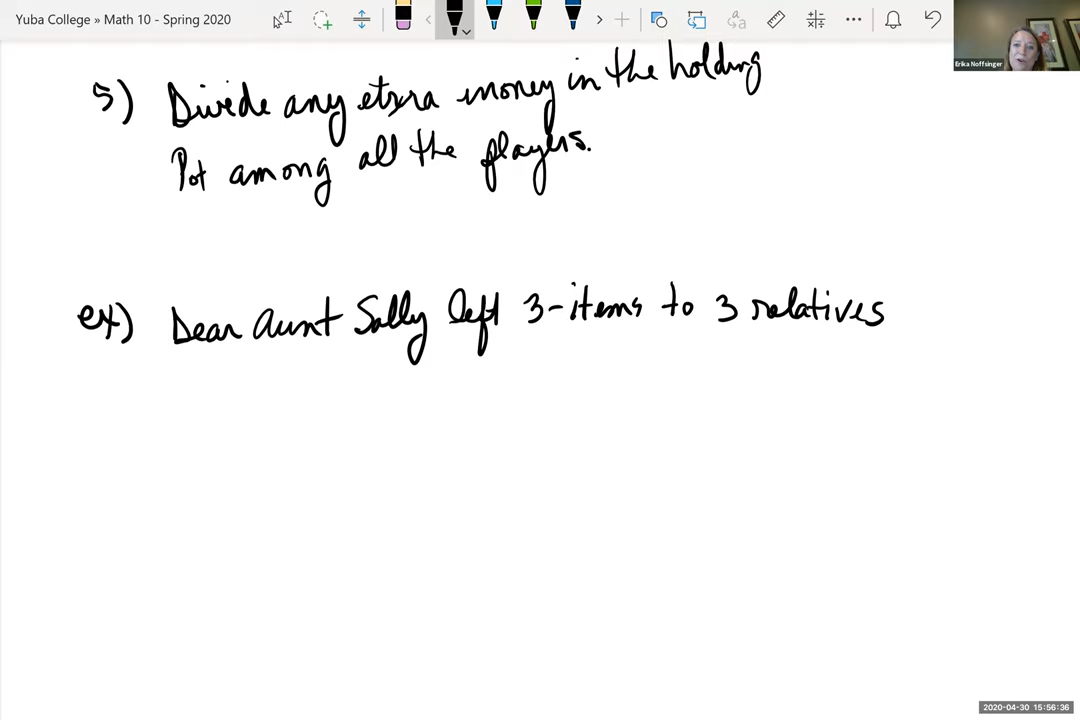 Yuba College » Math 10 - Spring 2020
Erika Noffsinger
5) Divide any etxra money in the holding
Pot among all the players.
ex) Dear Aunt Sally left 3-items to 3 relatives
2020-04-30 15:56:36